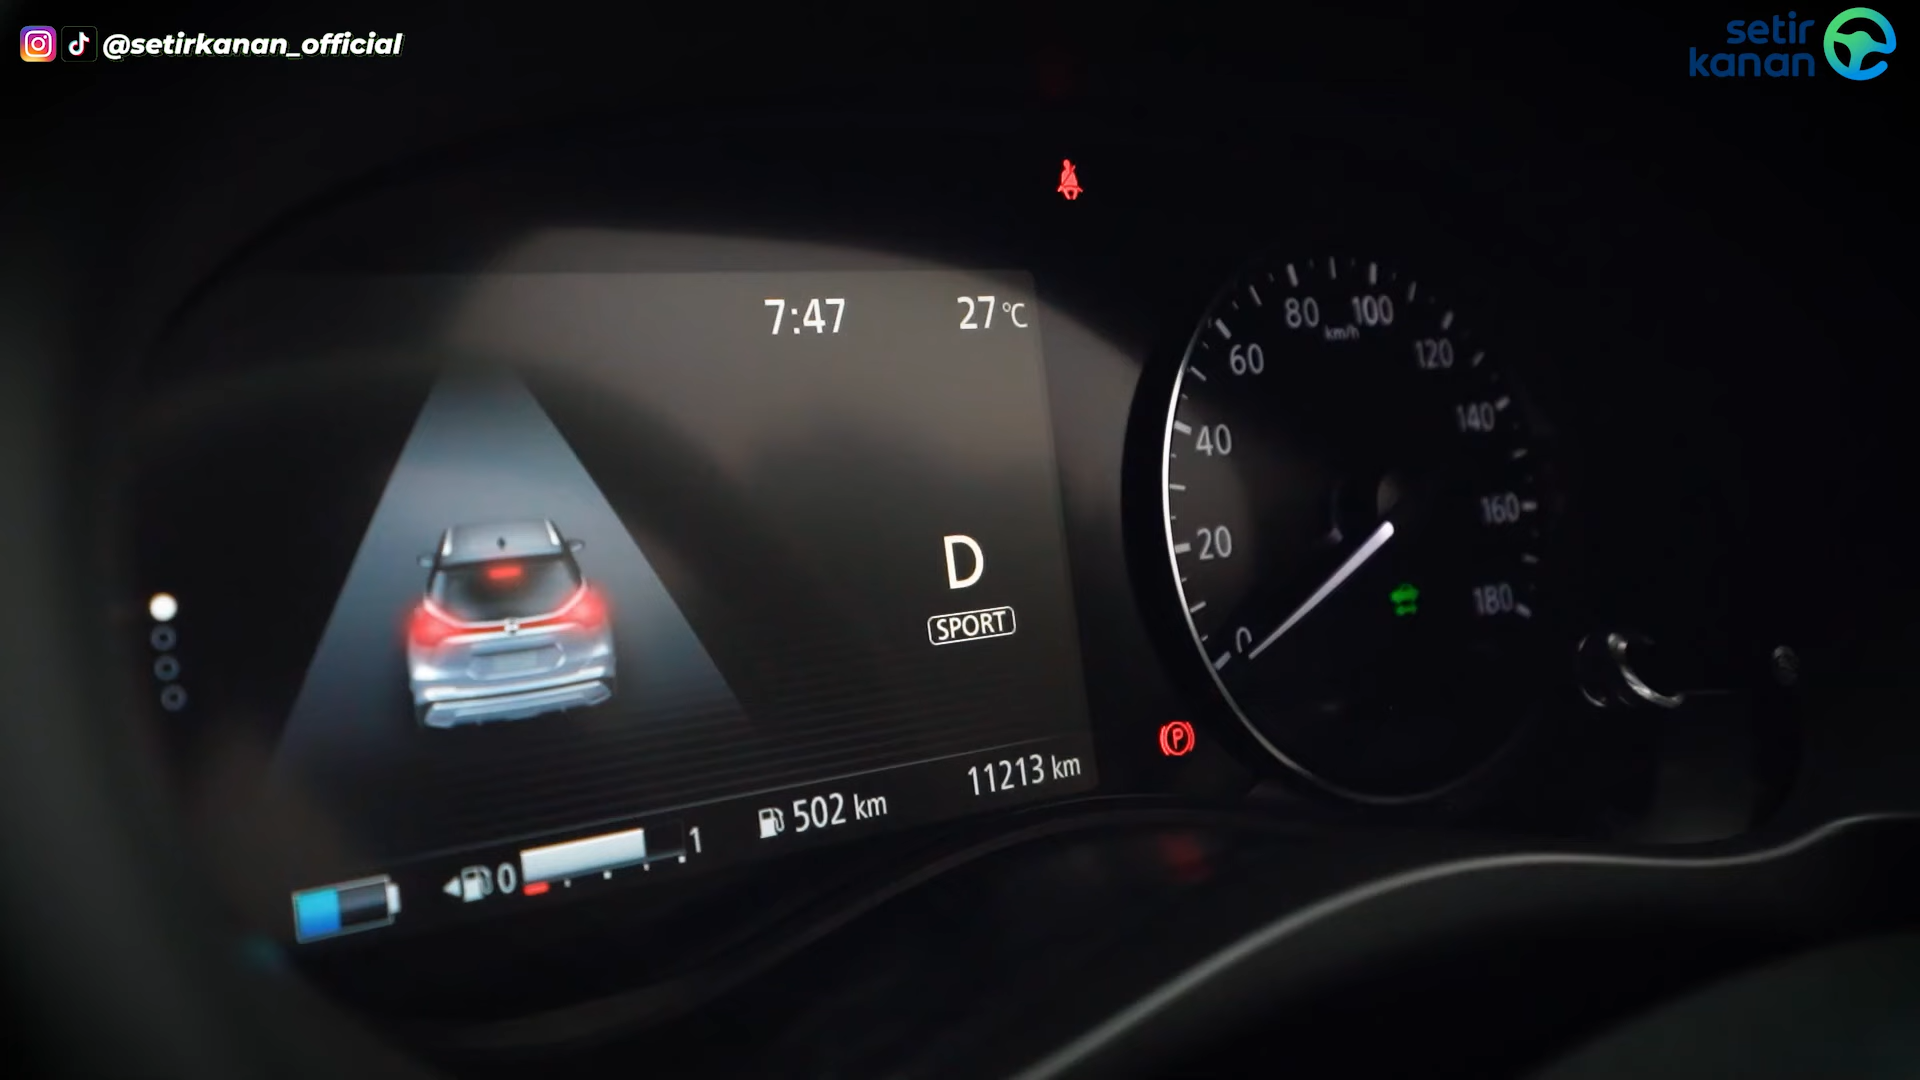 @setirkanan_official
setir
kanan
7:47
27°C
80
km/h
100
60
120
140
40
160
D
20
SPORT
180
0
P
11213 km
502 km
0
1